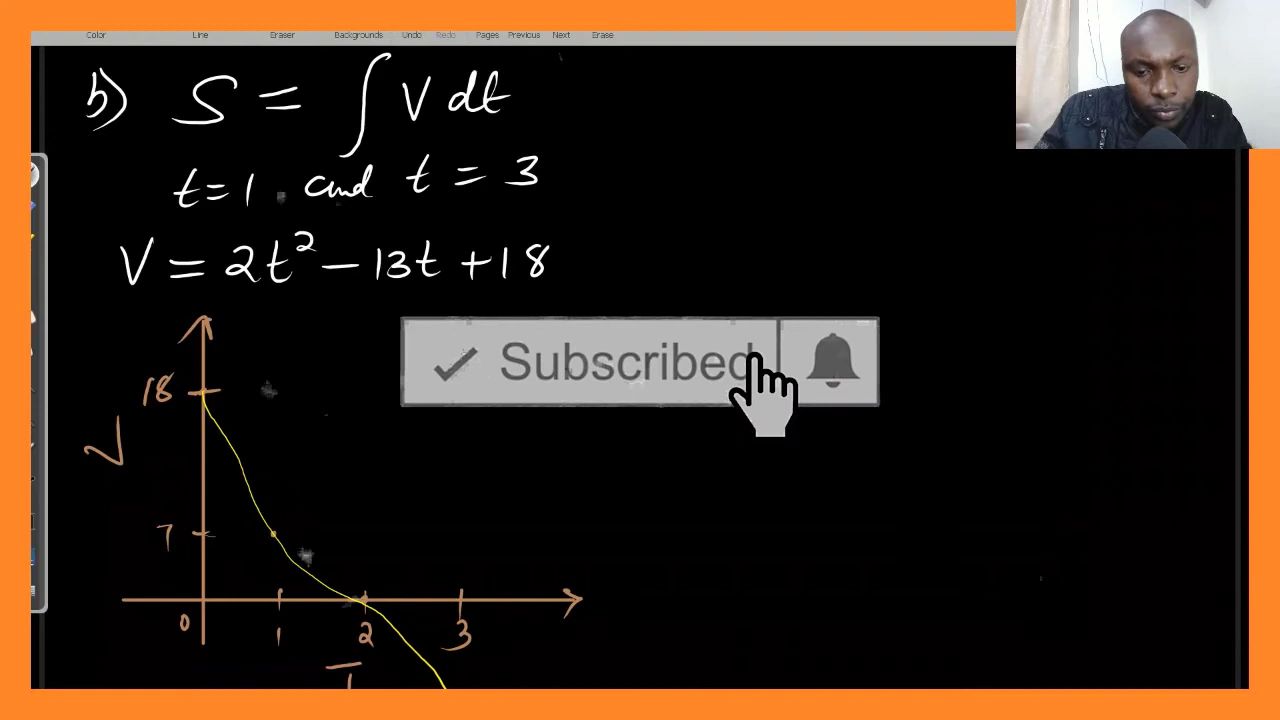 Color Line Eraser Backgrounds Undo Redo Pages Previous Next Erase
b) S = ∫ V dt
t=1 and t = 3
V = 2t² − 13t + 18
Subscribed
18
V
7
0 1 2 3